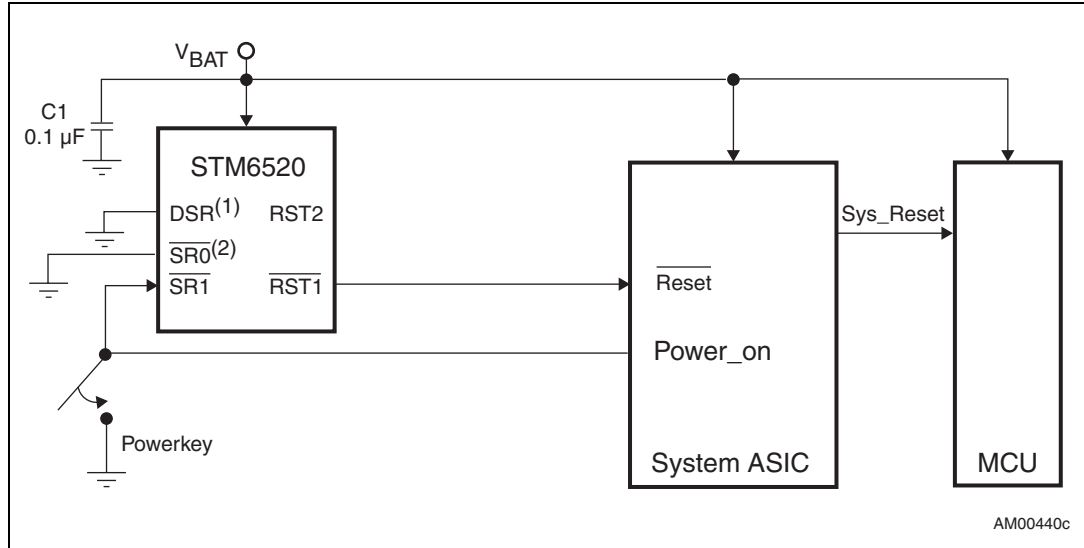 V_BAT
C1
0.1 µF
STM6520
DSR(1) RST2
SR0(2)
SR1 RST1
Reset
Power_on
Sys_Reset
Powerkey
System ASIC
MCU
AM00440c